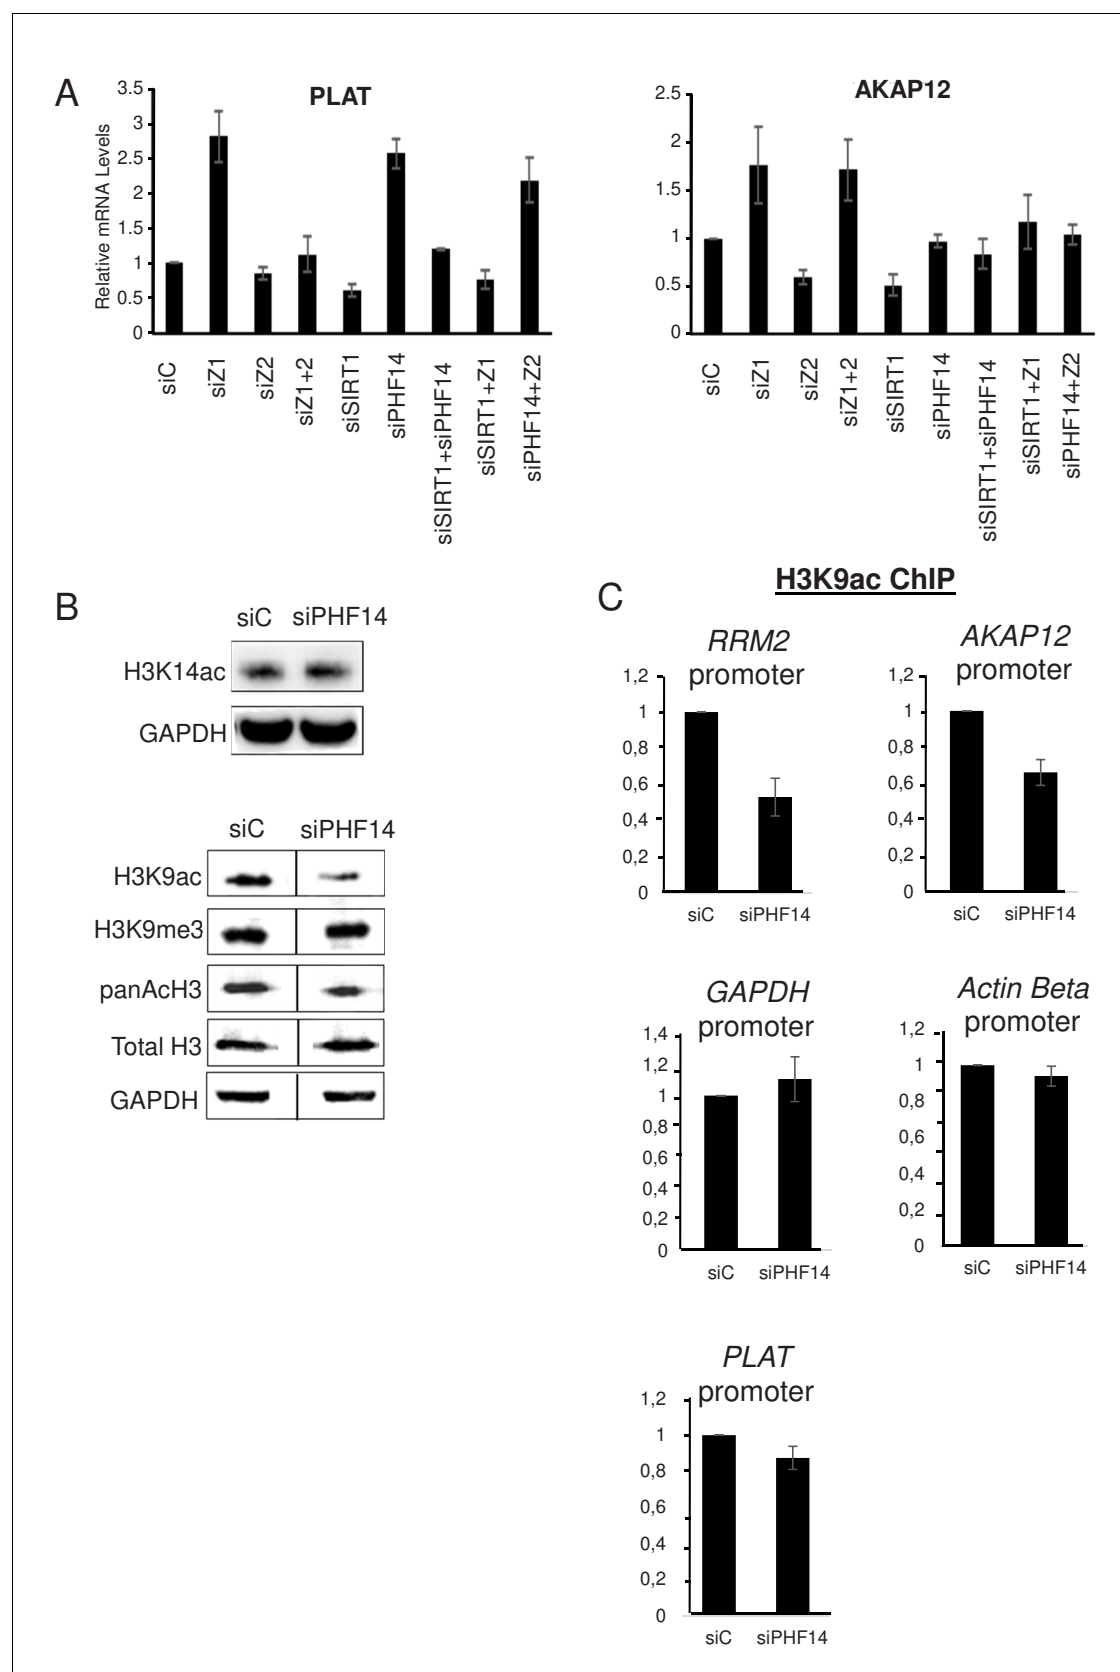 A
PLAT
Relative mRNA Levels
3.5
3
2.5
2
1.5
1
0.5
0
siC
siZ1
siZ2
siZ1+2
siSIRT1
siPHF14
siSIRT1+siPHF14
siSIRT1+Z1
siPHF14+Z2
AKAP12
2.5
2
1.5
1
0.5
0
siC
siZ1
siZ2
siZ1+2
siSIRT1
siPHF14
siSIRT1+siPHF14
siSIRT1+Z1
siPHF14+Z2
B
siC siPHF14
H3K14ac
GAPDH
siC siPHF14
H3K9ac
H3K9me3
panAcH3
Total H3
GAPDH
C
H3K9ac ChIP
RRM2
promoter
1,2
1
0,8
0,6
0,4
0,2
0
siC siPHF14
AKAP12
promoter
1,2
1
0,8
0,6
0,4
0,2
0
siC siPHF14
GAPDH
promoter
1,4
1,2
1
0,8
0,6
0,4
0,2
0
siC siPHF14
Actin Beta
promoter
1,2
1
0,8
0,6
0,4
0,2
0
siC siPHF14
PLAT
promoter
1,2
1
0,8
0,6
0,4
0,2
0
siC siPHF14